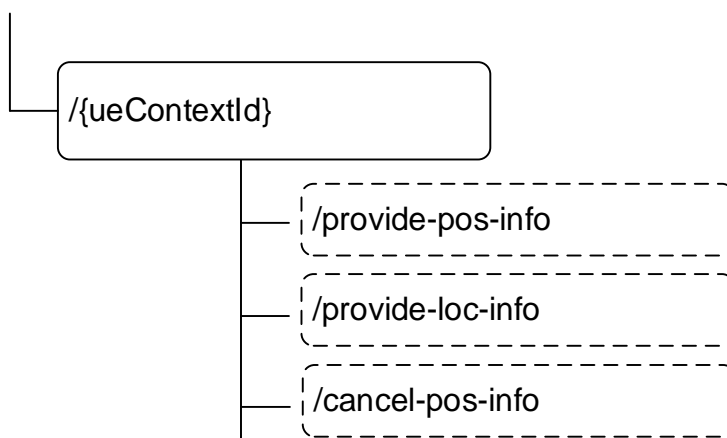 /{ueContextId}
/provide-pos-info
/provide-loc-info
/cancel-pos-info